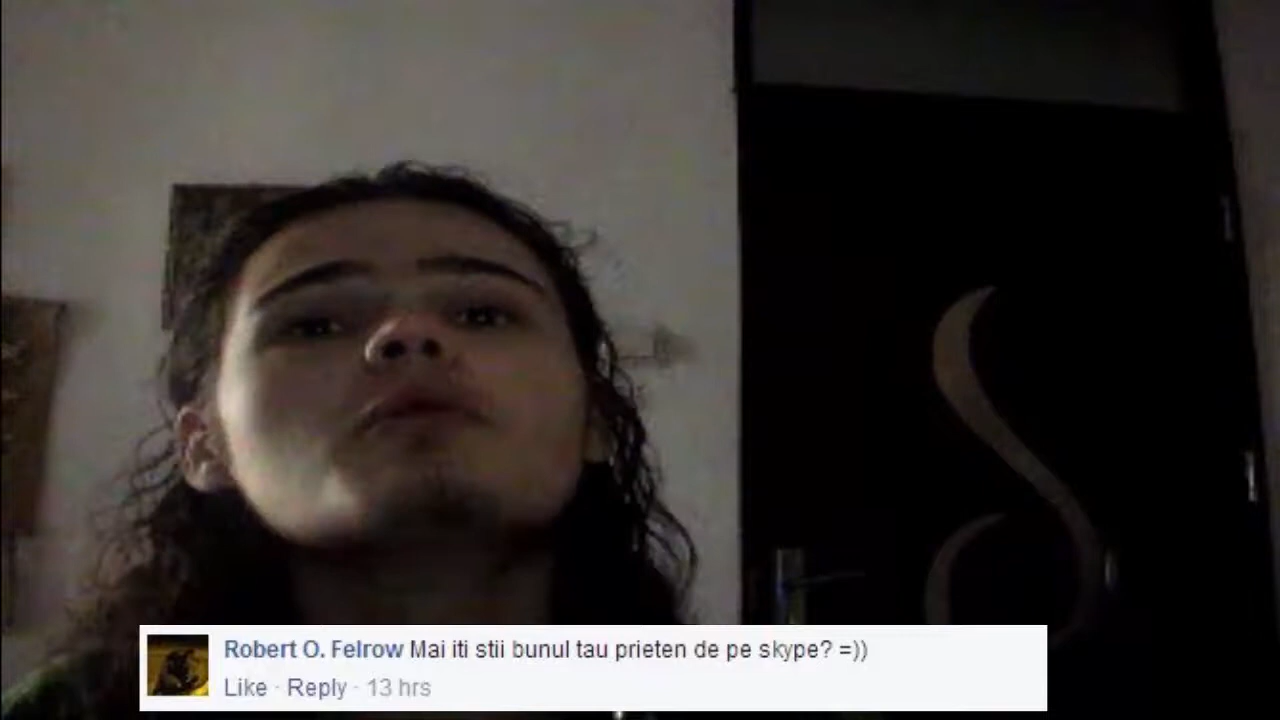 Robert O. Felrow Mai iti stii bunul tau prieten de pe skype? =))
Like · Reply · 13 hrs